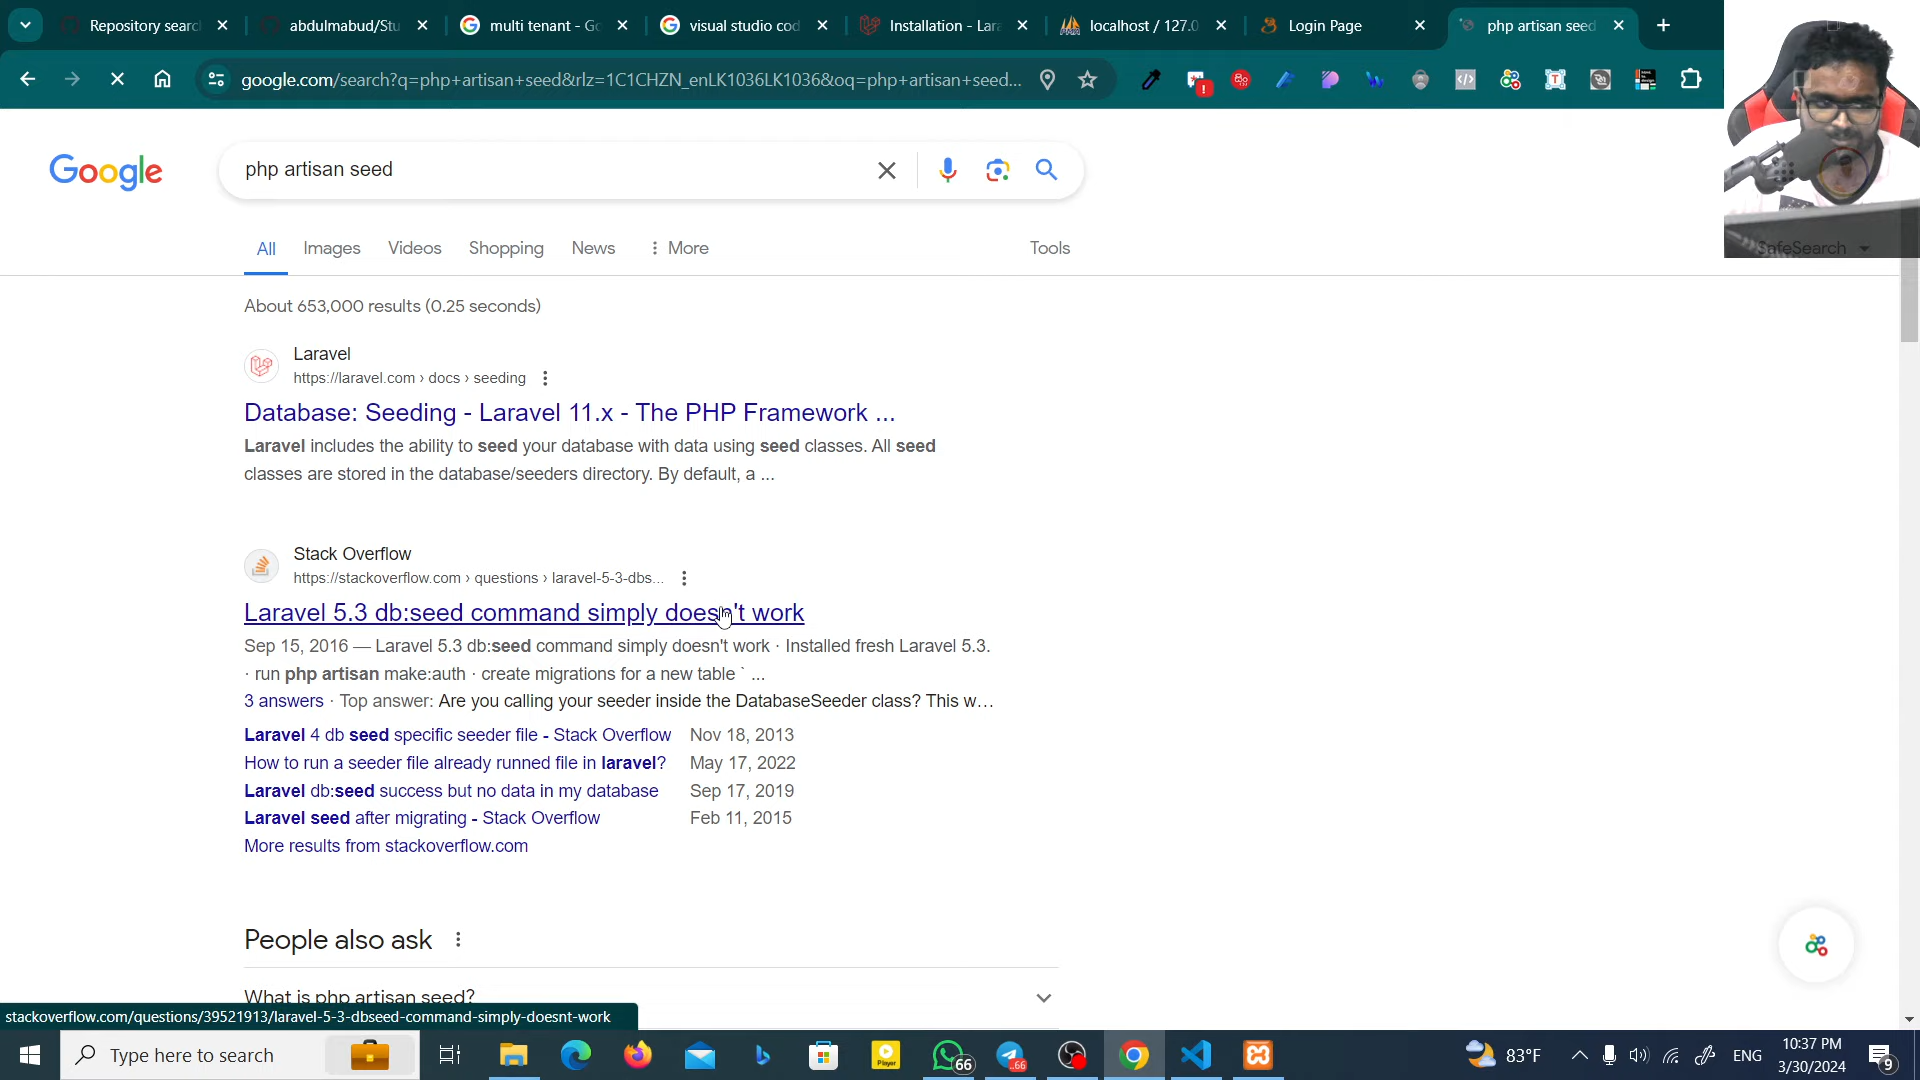 Repository searc
abdulmabud/Stu
multi tenant - Go
visual studio cod
Installation - Lara
localhost / 127.0
Login Page
php artisan seed
google.com/search?q=php+artisan+seed&rlz=1C1CHZN_enLK1036LK1036&oq=php+artisan+seed...
Google
php artisan seed
All Images Videos Shopping News More Tools
SafeSearch
About 653,000 results (0.25 seconds)
Laravel
https://laravel.com › docs › seeding
Database: Seeding - Laravel 11.x - The PHP Framework ...
Laravel includes the ability to seed your database with data using seed classes. All seed
classes are stored in the database/seeders directory. By default, a ...
Stack Overflow
https://stackoverflow.com › questions › laravel-5-3-dbs...
Laravel 5.3 db:seed command simply doesn't work
Sep 15, 2016 — Laravel 5.3 db:seed command simply doesn't work · Installed fresh Laravel 5.3.
· run php artisan make:auth · create migrations for a new table ` ...
3 answers · Top answer: Are you calling your seeder inside the DatabaseSeeder class? This w...
Laravel 4 db seed specific seeder file - Stack Overflow Nov 18, 2013
How to run a seeder file already runned file in laravel? May 17, 2022
Laravel db:seed success but no data in my database Sep 17, 2019
Laravel seed after migrating - Stack Overflow Feb 11, 2015
More results from stackoverflow.com
People also ask
What is php artisan seed?
stackoverflow.com/questions/39521913/laravel-5-3-dbseed-command-simply-doesnt-work
Type here to search
Player
66
.66
83°F
ENG
10:37 PM
3/30/2024
9